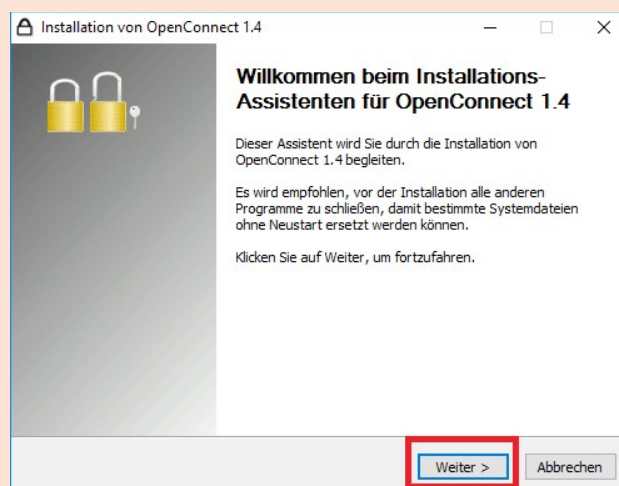 Installation von OpenConnect 1.4
Willkommen beim Installations-
Assistenten für OpenConnect 1.4
Dieser Assistent wird Sie durch die Installation von
OpenConnect 1.4 begleiten.
Es wird empfohlen, vor der Installation alle anderen
Programme zu schließen, damit bestimmte Systemdateien
ohne Neustart ersetzt werden können.
Klicken Sie auf Weiter, um fortzufahren.
Weiter >
Abbrechen